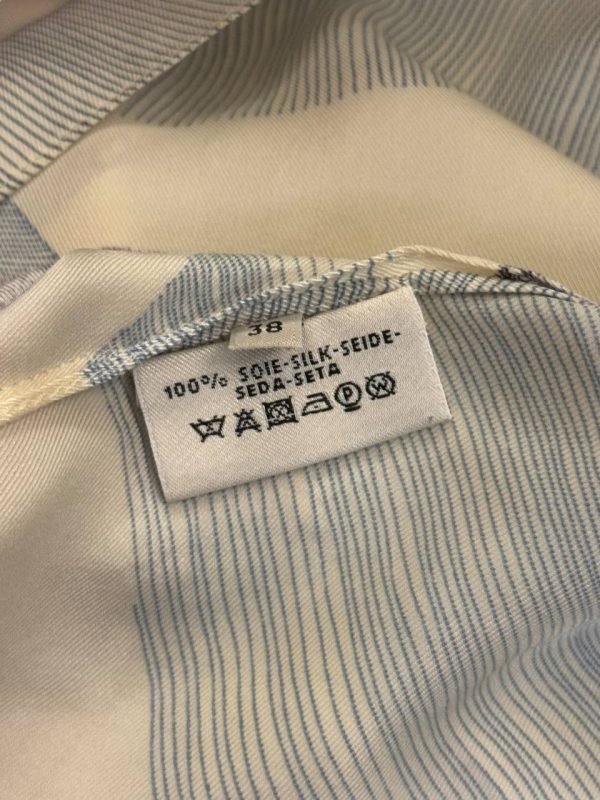 38
100% SOIE-SILK-SEIDE-
SEDA-SETA
P W